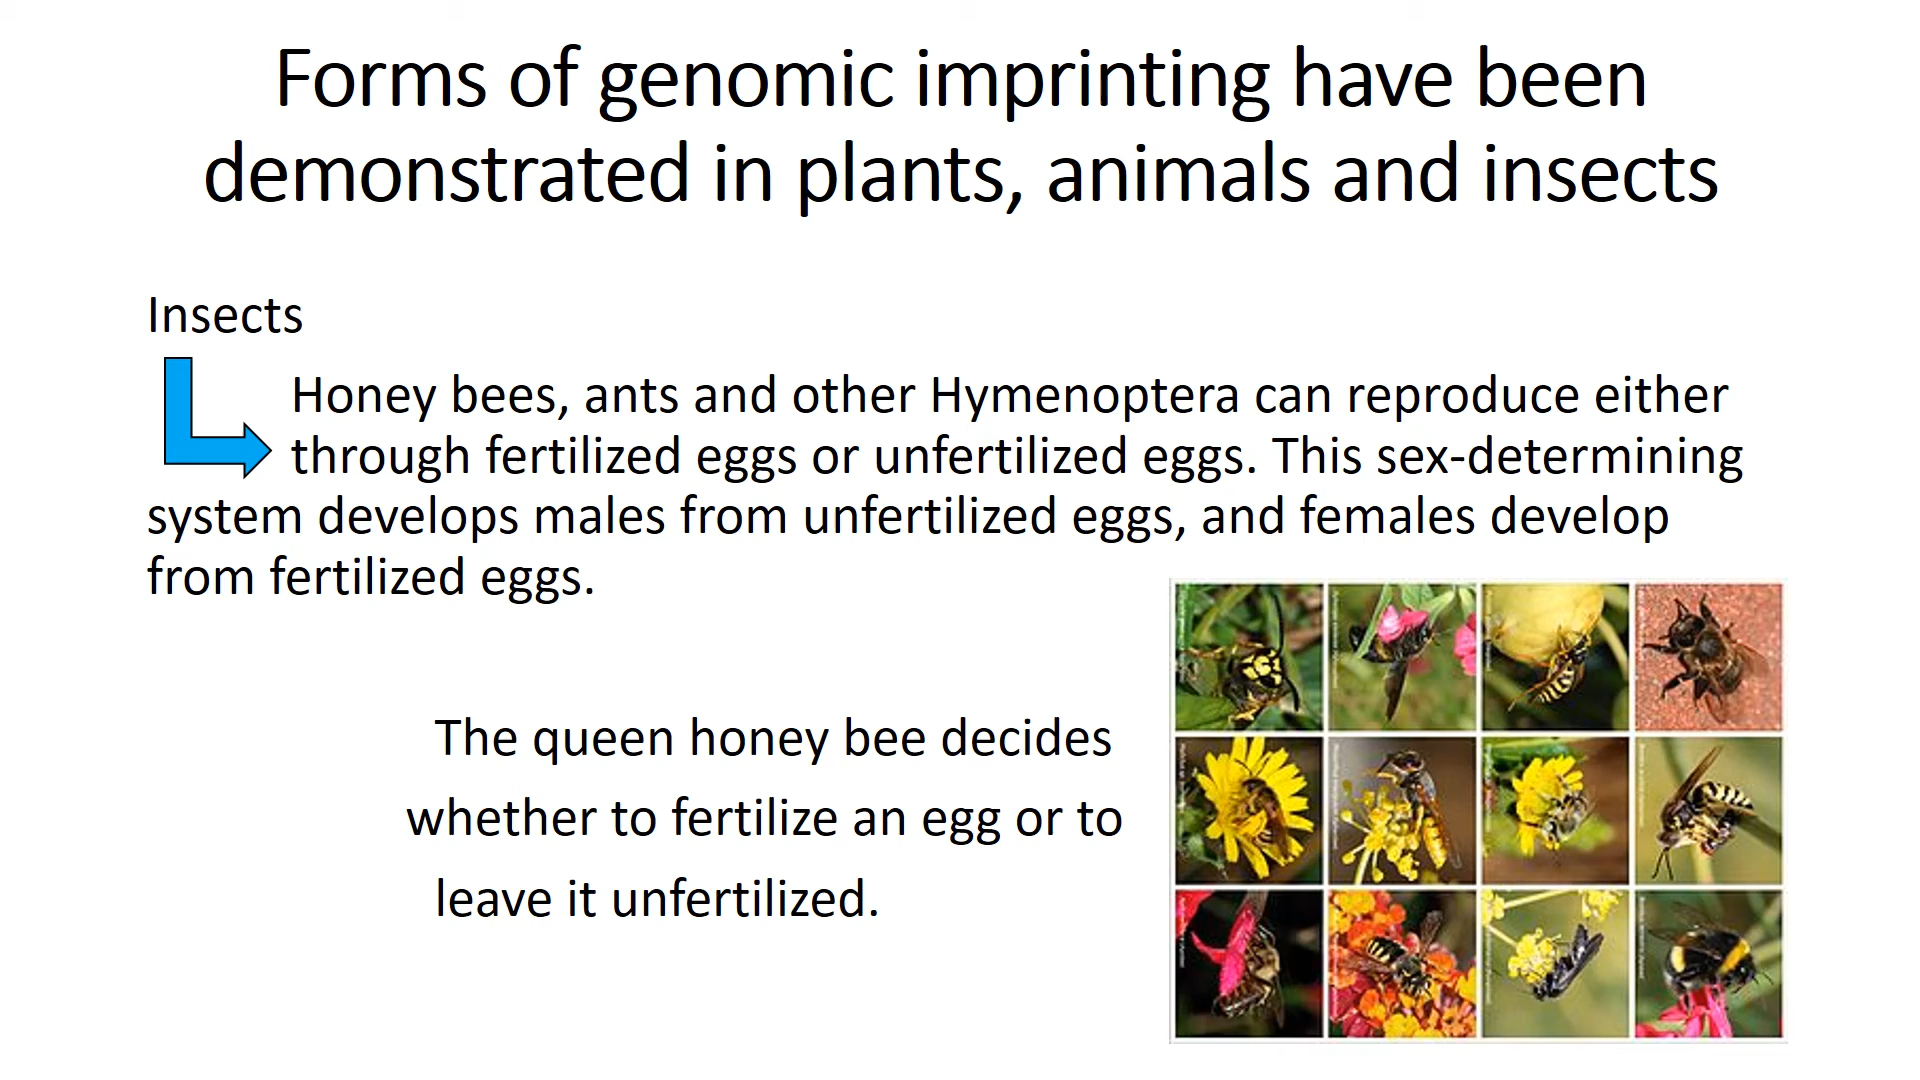 Forms of genomic imprinting have been
demonstrated in plants, animals and insects
Insects
Honey bees, ants and other Hymenoptera can reproduce either
through fertilized eggs or unfertilized eggs. This sex-determining
system develops males from unfertilized eggs, and females develop
from fertilized eggs.
The queen honey bee decides
whether to fertilize an egg or to
leave it unfertilized.